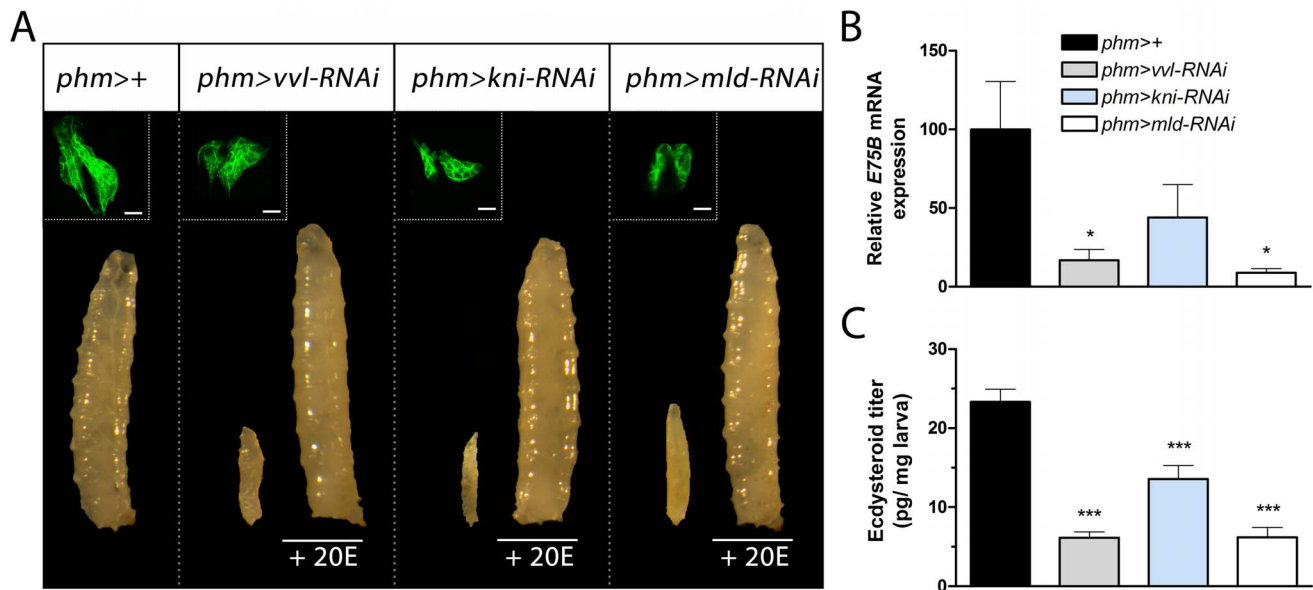 A
phm>+
phm>vvl-RNAi
phm>kni-RNAi
phm>mld-RNAi
+ 20E
+ 20E
+ 20E
B
Relative E75B mRNA
expression
150
100
50
0
phm>+
phm>vvl-RNAi
phm>kni-RNAi
phm>mld-RNAi
*
*
C
Ecdysteroid titer
(pg/ mg larva)
30
20
10
0
***
***
***